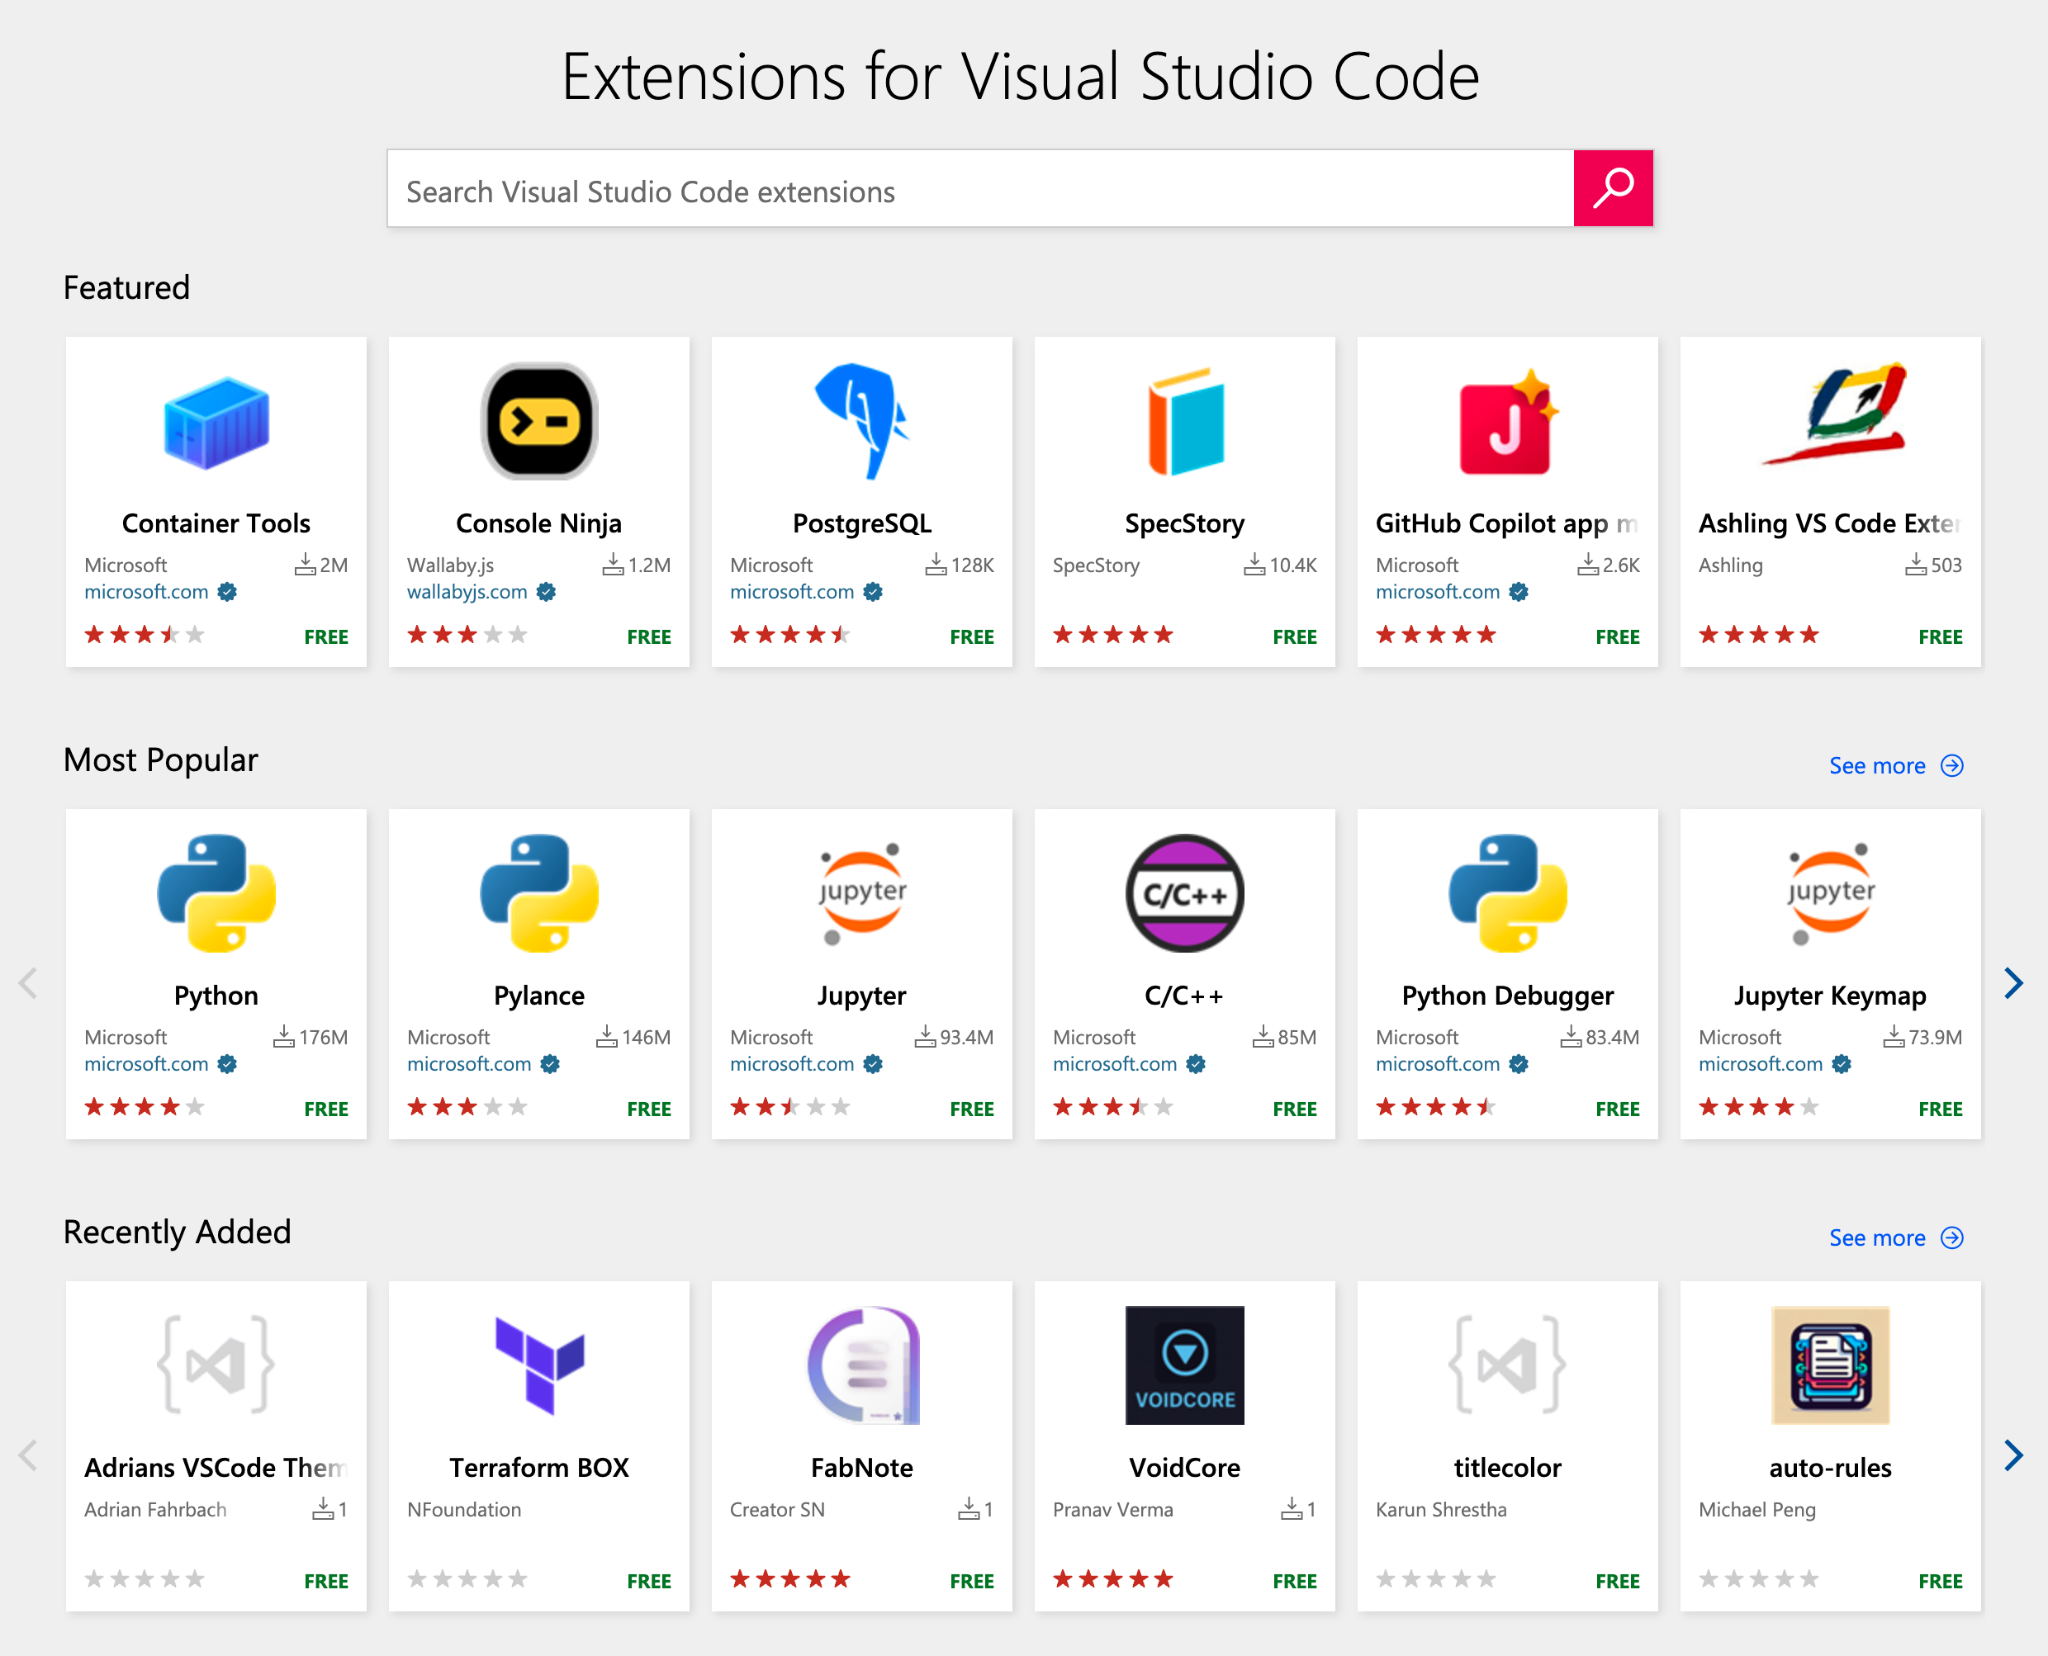 Extensions for Visual Studio Code
Search Visual Studio Code extensions
Featured
Container Tools
Microsoft 2M
microsoft.com
FREE
Console Ninja
Wallaby.js 1.2M
wallabyjs.com
FREE
PostgreSQL
Microsoft 128K
microsoft.com
FREE
SpecStory
SpecStory 10.4K
FREE
J
GitHub Copilot app m
Microsoft 2.6K
microsoft.com
FREE
Ashling VS Code Exter
Ashling 503
FREE
Most Popular
See more
Python
Microsoft 176M
microsoft.com
FREE
Pylance
Microsoft 146M
microsoft.com
FREE
jupyter
Jupyter
Microsoft 93.4M
microsoft.com
FREE
C/C++
C/C++
Microsoft 85M
microsoft.com
FREE
Python Debugger
Microsoft 83.4M
microsoft.com
FREE
jupyter
Jupyter Keymap
Microsoft 73.9M
microsoft.com
FREE
Recently Added
See more
Adrians VSCode Them
Adrian Fahrbach 1
FREE
Terraform BOX
NFoundation
FREE
FabNote
Creator SN 1
FREE
VOIDCORE
VoidCore
Pranav Verma 1
FREE
titlecolor
Karun Shrestha
FREE
auto-rules
Michael Peng
FREE